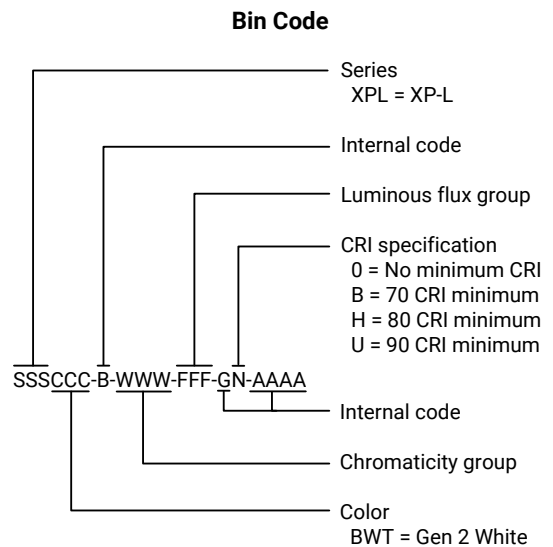 Bin Code
Series
XPL = XP-L
Internal code
Luminous flux group
CRI specification
0 = No minimum CRI
B = 70 CRI minimum
H = 80 CRI minimum
U = 90 CRI minimum
SSSCCC-B-WWW-FFF-GN-AAAA
Internal code
Chromaticity group
Color
BWT = Gen 2 White